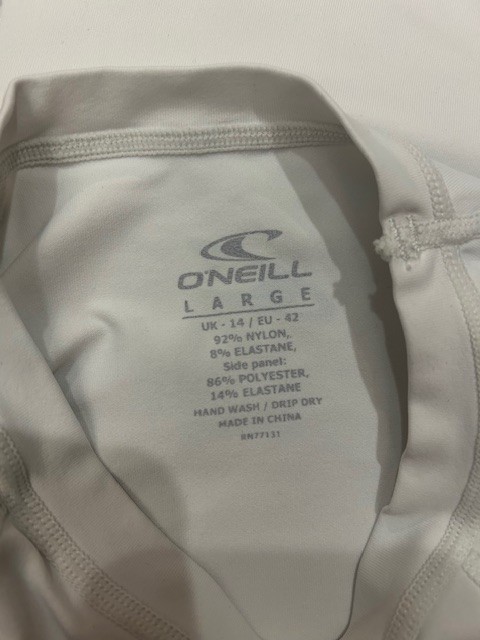 O'NEILL
LARGE
UK - 14 / EU - 42
92% NYLON,
8% ELASTANE,
Side panel:
86% POLYESTER,
14% ELASTANE
HAND WASH / DRIP DRY
MADE IN CHINA
RN77131